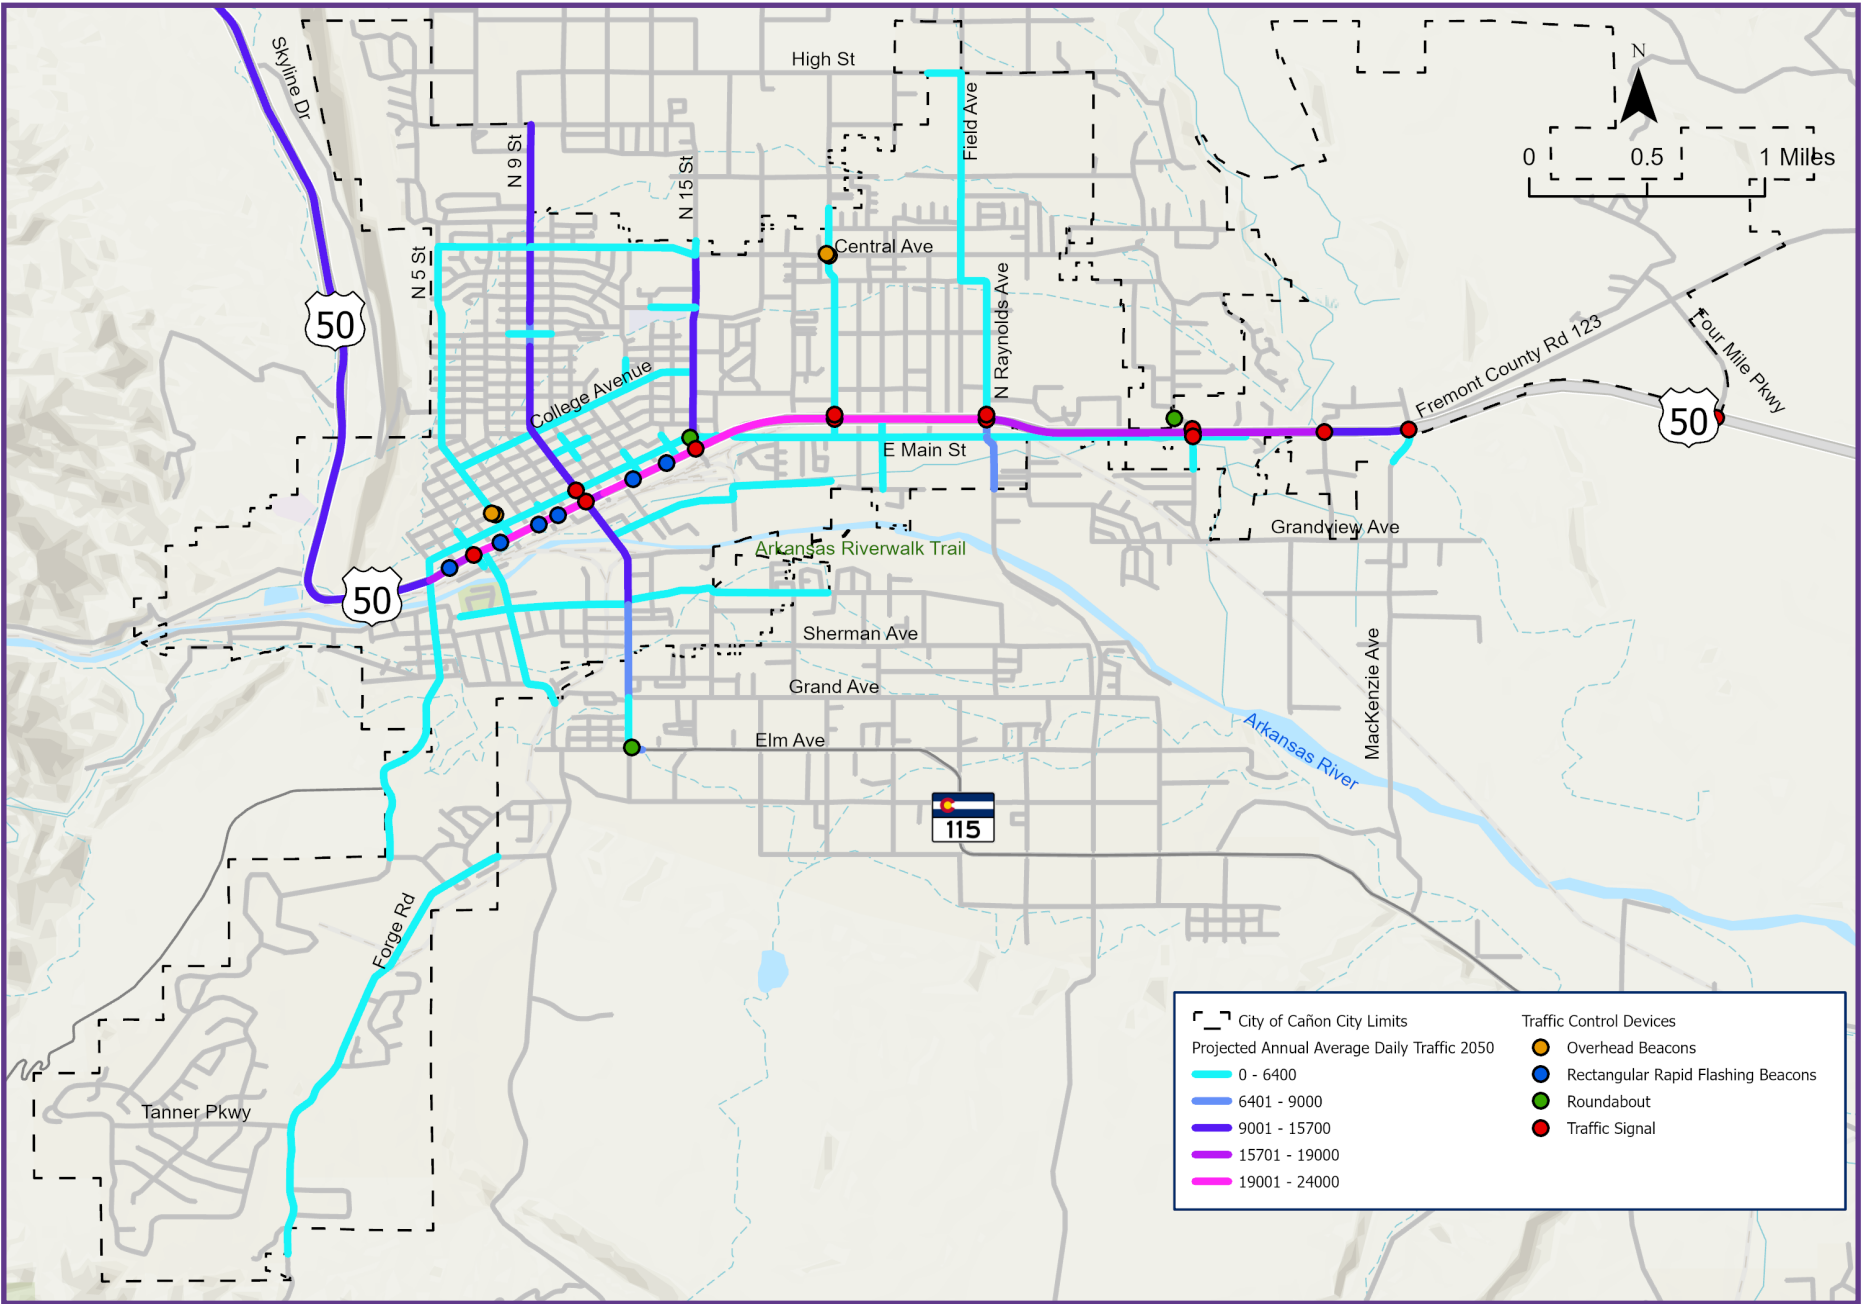 High St
Skyline Dr
N
0 0.5 1 Miles
Field Ave
N 9 St
N 15 St
Central Ave
N 5 St
50
N Raynolds Ave
Fremont County Rd 123
Four Mile Pkwy
College Avenue
50
E Main St
Grandview Ave
Arkansas Riverwalk Trail
50
Sherman Ave
Grand Ave
MacKenzie Ave
Elm Ave
Arkansas River
115
Forge Rd
Tanner Pkwy
City of Cañon City Limits
Projected Annual Average Daily Traffic 2050
0 - 6400
6401 - 9000
9001 - 15700
15701 - 19000
19001 - 24000
Traffic Control Devices
Overhead Beacons
Rectangular Rapid Flashing Beacons
Roundabout
Traffic Signal